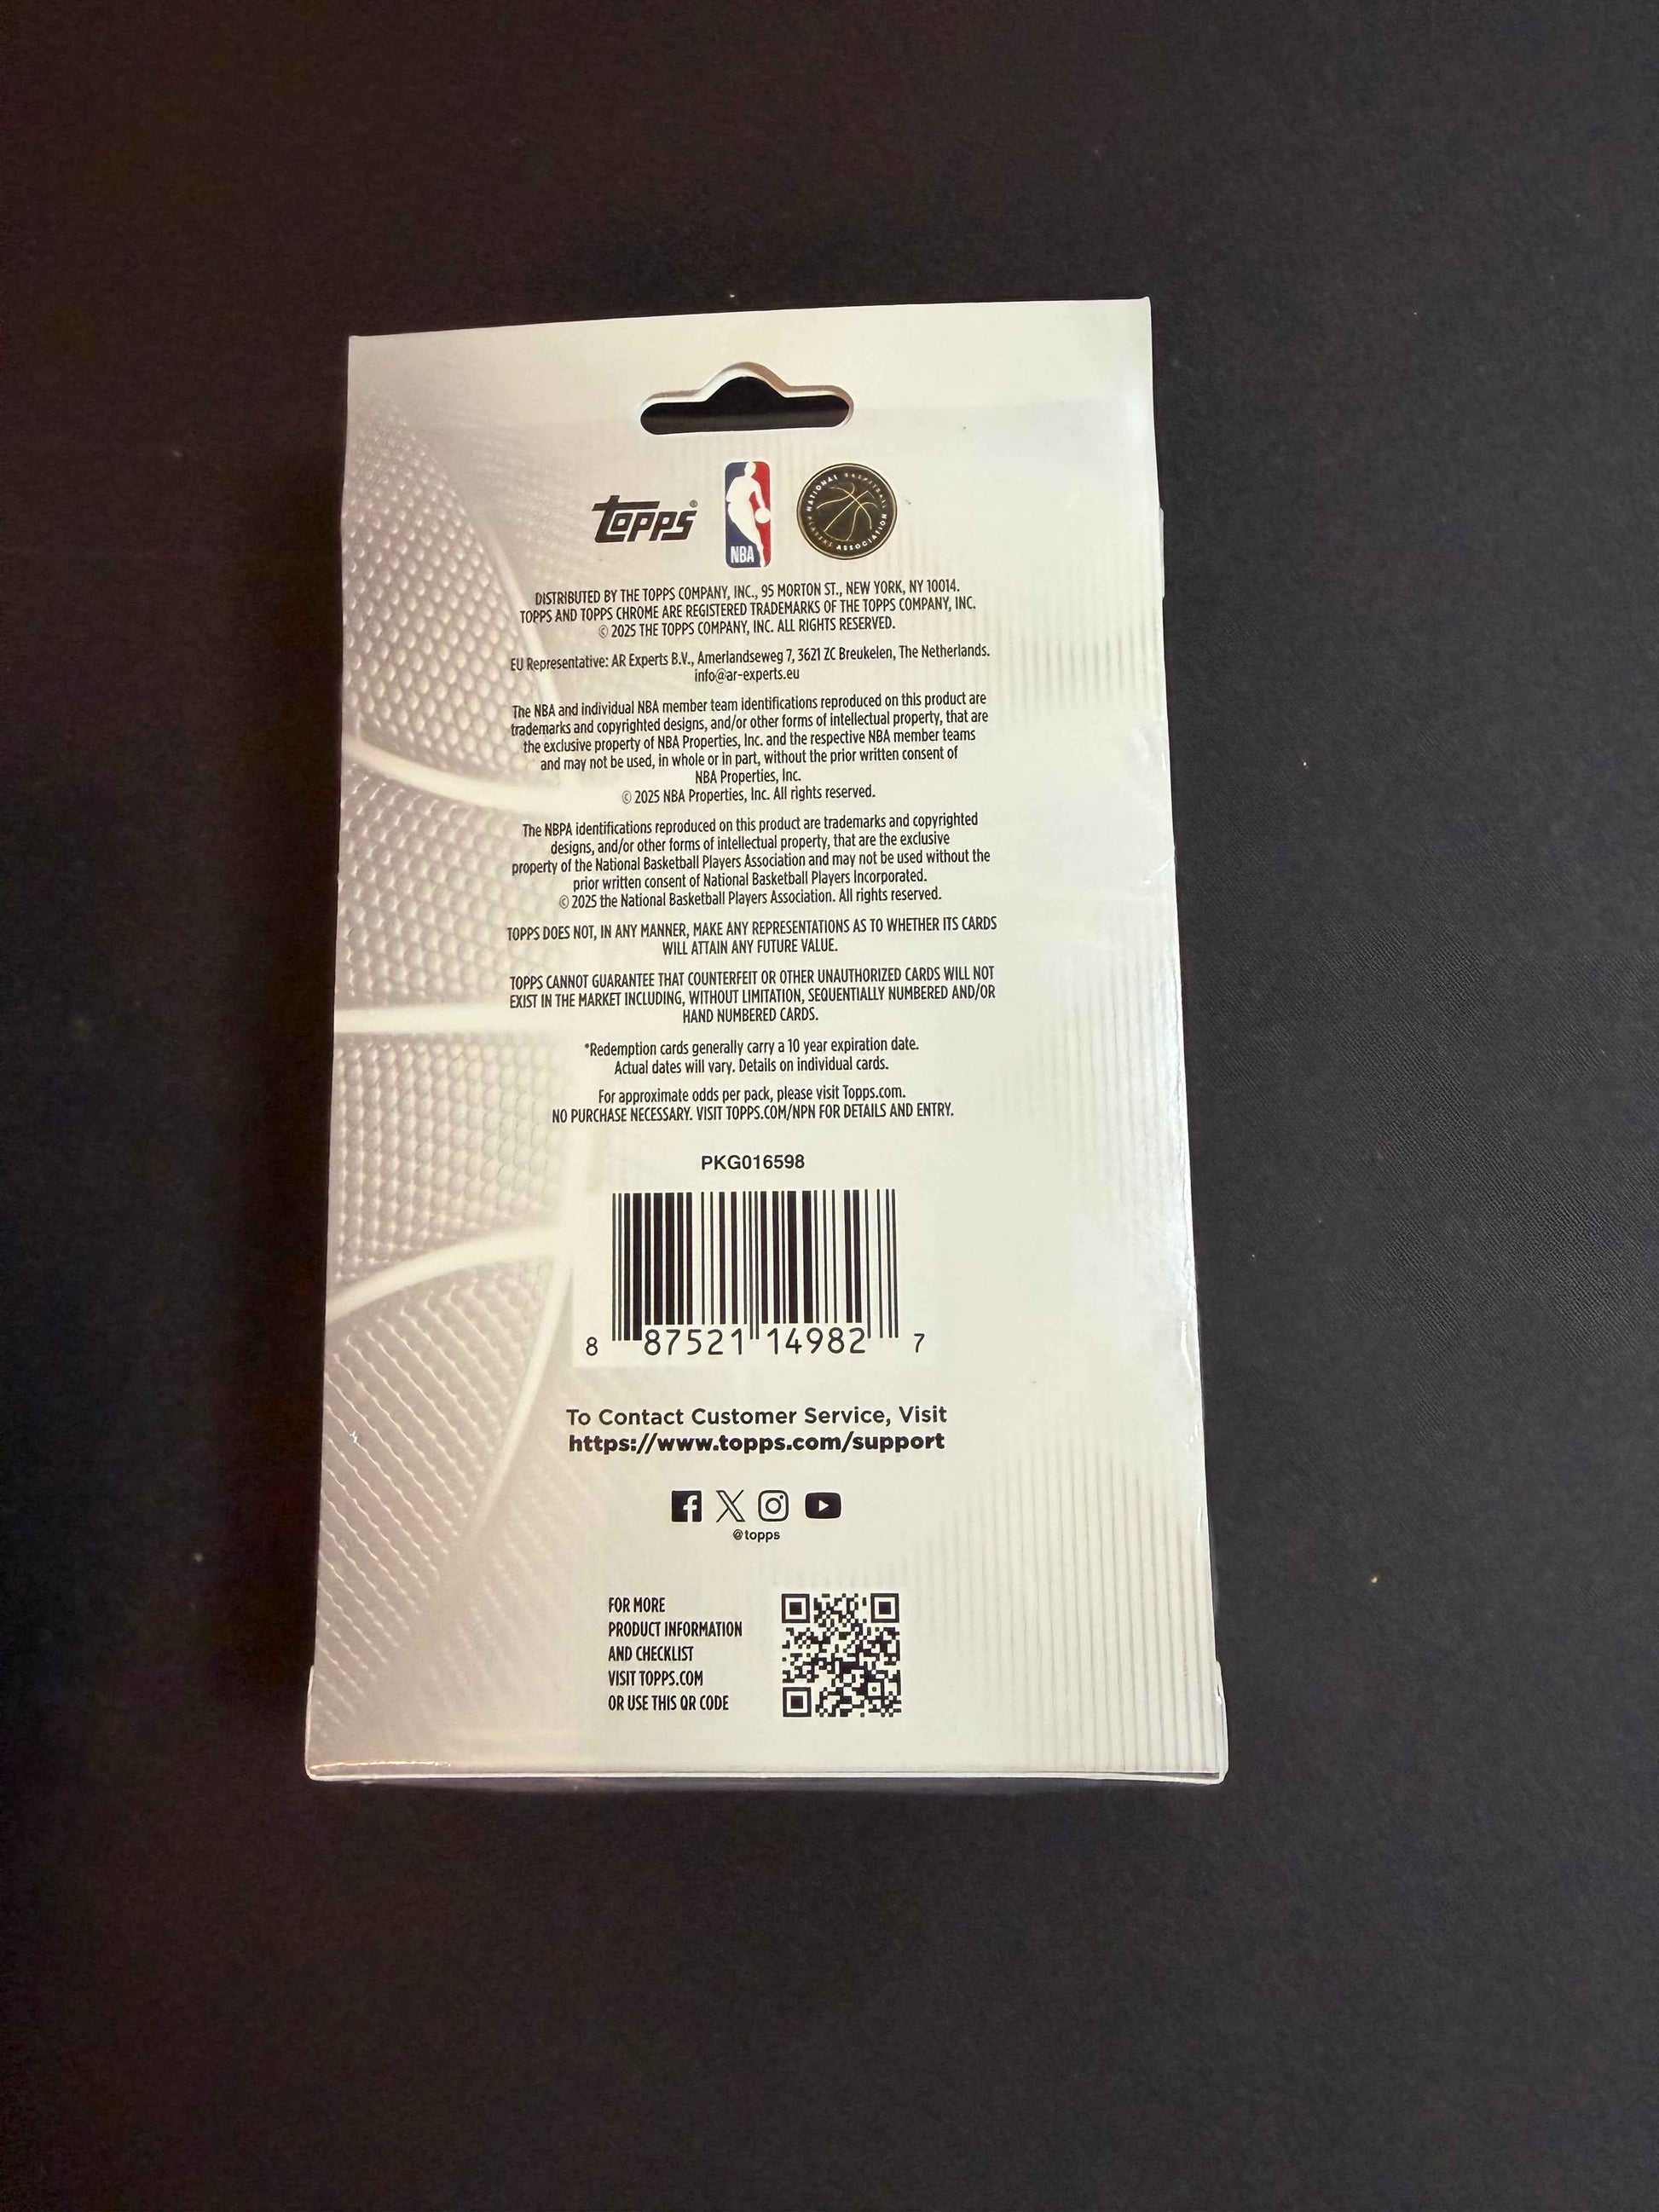 topps®
NBA
NATIONAL BASKETBALL PLAYERS ASSOCIATION
DISTRIBUTED BY THE TOPPS COMPANY, INC., 95 MORTON ST., NEW YORK, NY 10014.
TOPPS AND TOPPS CHROME ARE REGISTERED TRADEMARKS OF THE TOPPS COMPANY, INC.
© 2025 THE TOPPS COMPANY, INC. ALL RIGHTS RESERVED.
EU Representative: AR Experts B.V., Amerlandseweg 7, 3621 ZC Breukelen, The Netherlands.
info@ar-experts.eu
The NBA and individual NBA member team identifications reproduced on this product are
trademarks and copyrighted designs, and/or other forms of intellectual property, that are
the exclusive property of NBA Properties, Inc. and the respective NBA member teams
and may not be used, in whole or in part, without the prior written consent of
NBA Properties, Inc.
© 2025 NBA Properties, Inc. All rights reserved.
The NBPA identifications reproduced on this product are trademarks and copyrighted
designs, and/or other forms of intellectual property, that are the exclusive
property of the National Basketball Players Association and may not be used without the
prior written consent of National Basketball Players Incorporated.
© 2025 the National Basketball Players Association. All rights reserved.
TOPPS DOES NOT, IN ANY MANNER, MAKE ANY REPRESENTATIONS AS TO WHETHER ITS CARDS
WILL ATTAIN ANY FUTURE VALUE.
TOPPS CANNOT GUARANTEE THAT COUNTERFEIT OR OTHER UNAUTHORIZED CARDS WILL NOT
EXIST IN THE MARKET INCLUDING, WITHOUT LIMITATION, SEQUENTIALLY NUMBERED AND/OR
HAND NUMBERED CARDS.
*Redemption cards generally carry a 10 year expiration date.
Actual dates will vary. Details on individual cards.
For approximate odds per pack, please visit Topps.com.
NO PURCHASE NECESSARY. VISIT TOPPS.COM/NPN FOR DETAILS AND ENTRY.
PKG016598
8 87521 14982 7
To Contact Customer Service, Visit
https://www.topps.com/support
@topps
FOR MORE
PRODUCT INFORMATION
AND CHECKLIST
VISIT TOPPS.COM
OR USE THIS QR CODE